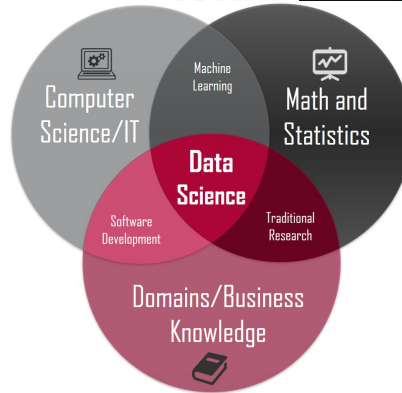 Machine
Learning
Computer
Science/IT
Math and
Statistics
Data
Science
Software
Development
Traditional
Research
Domains/Business
Knowledge